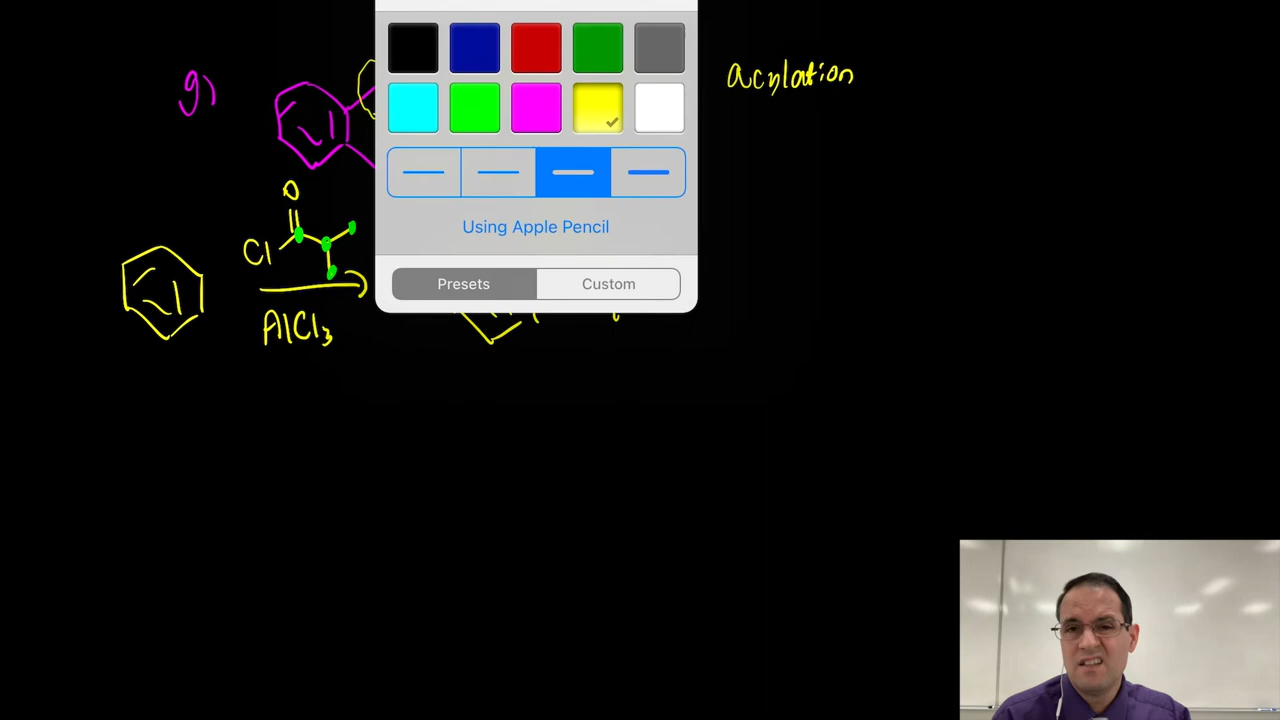 g)
acylation
O
Cl
AlCl3
Using Apple Pencil
Presets
Custom